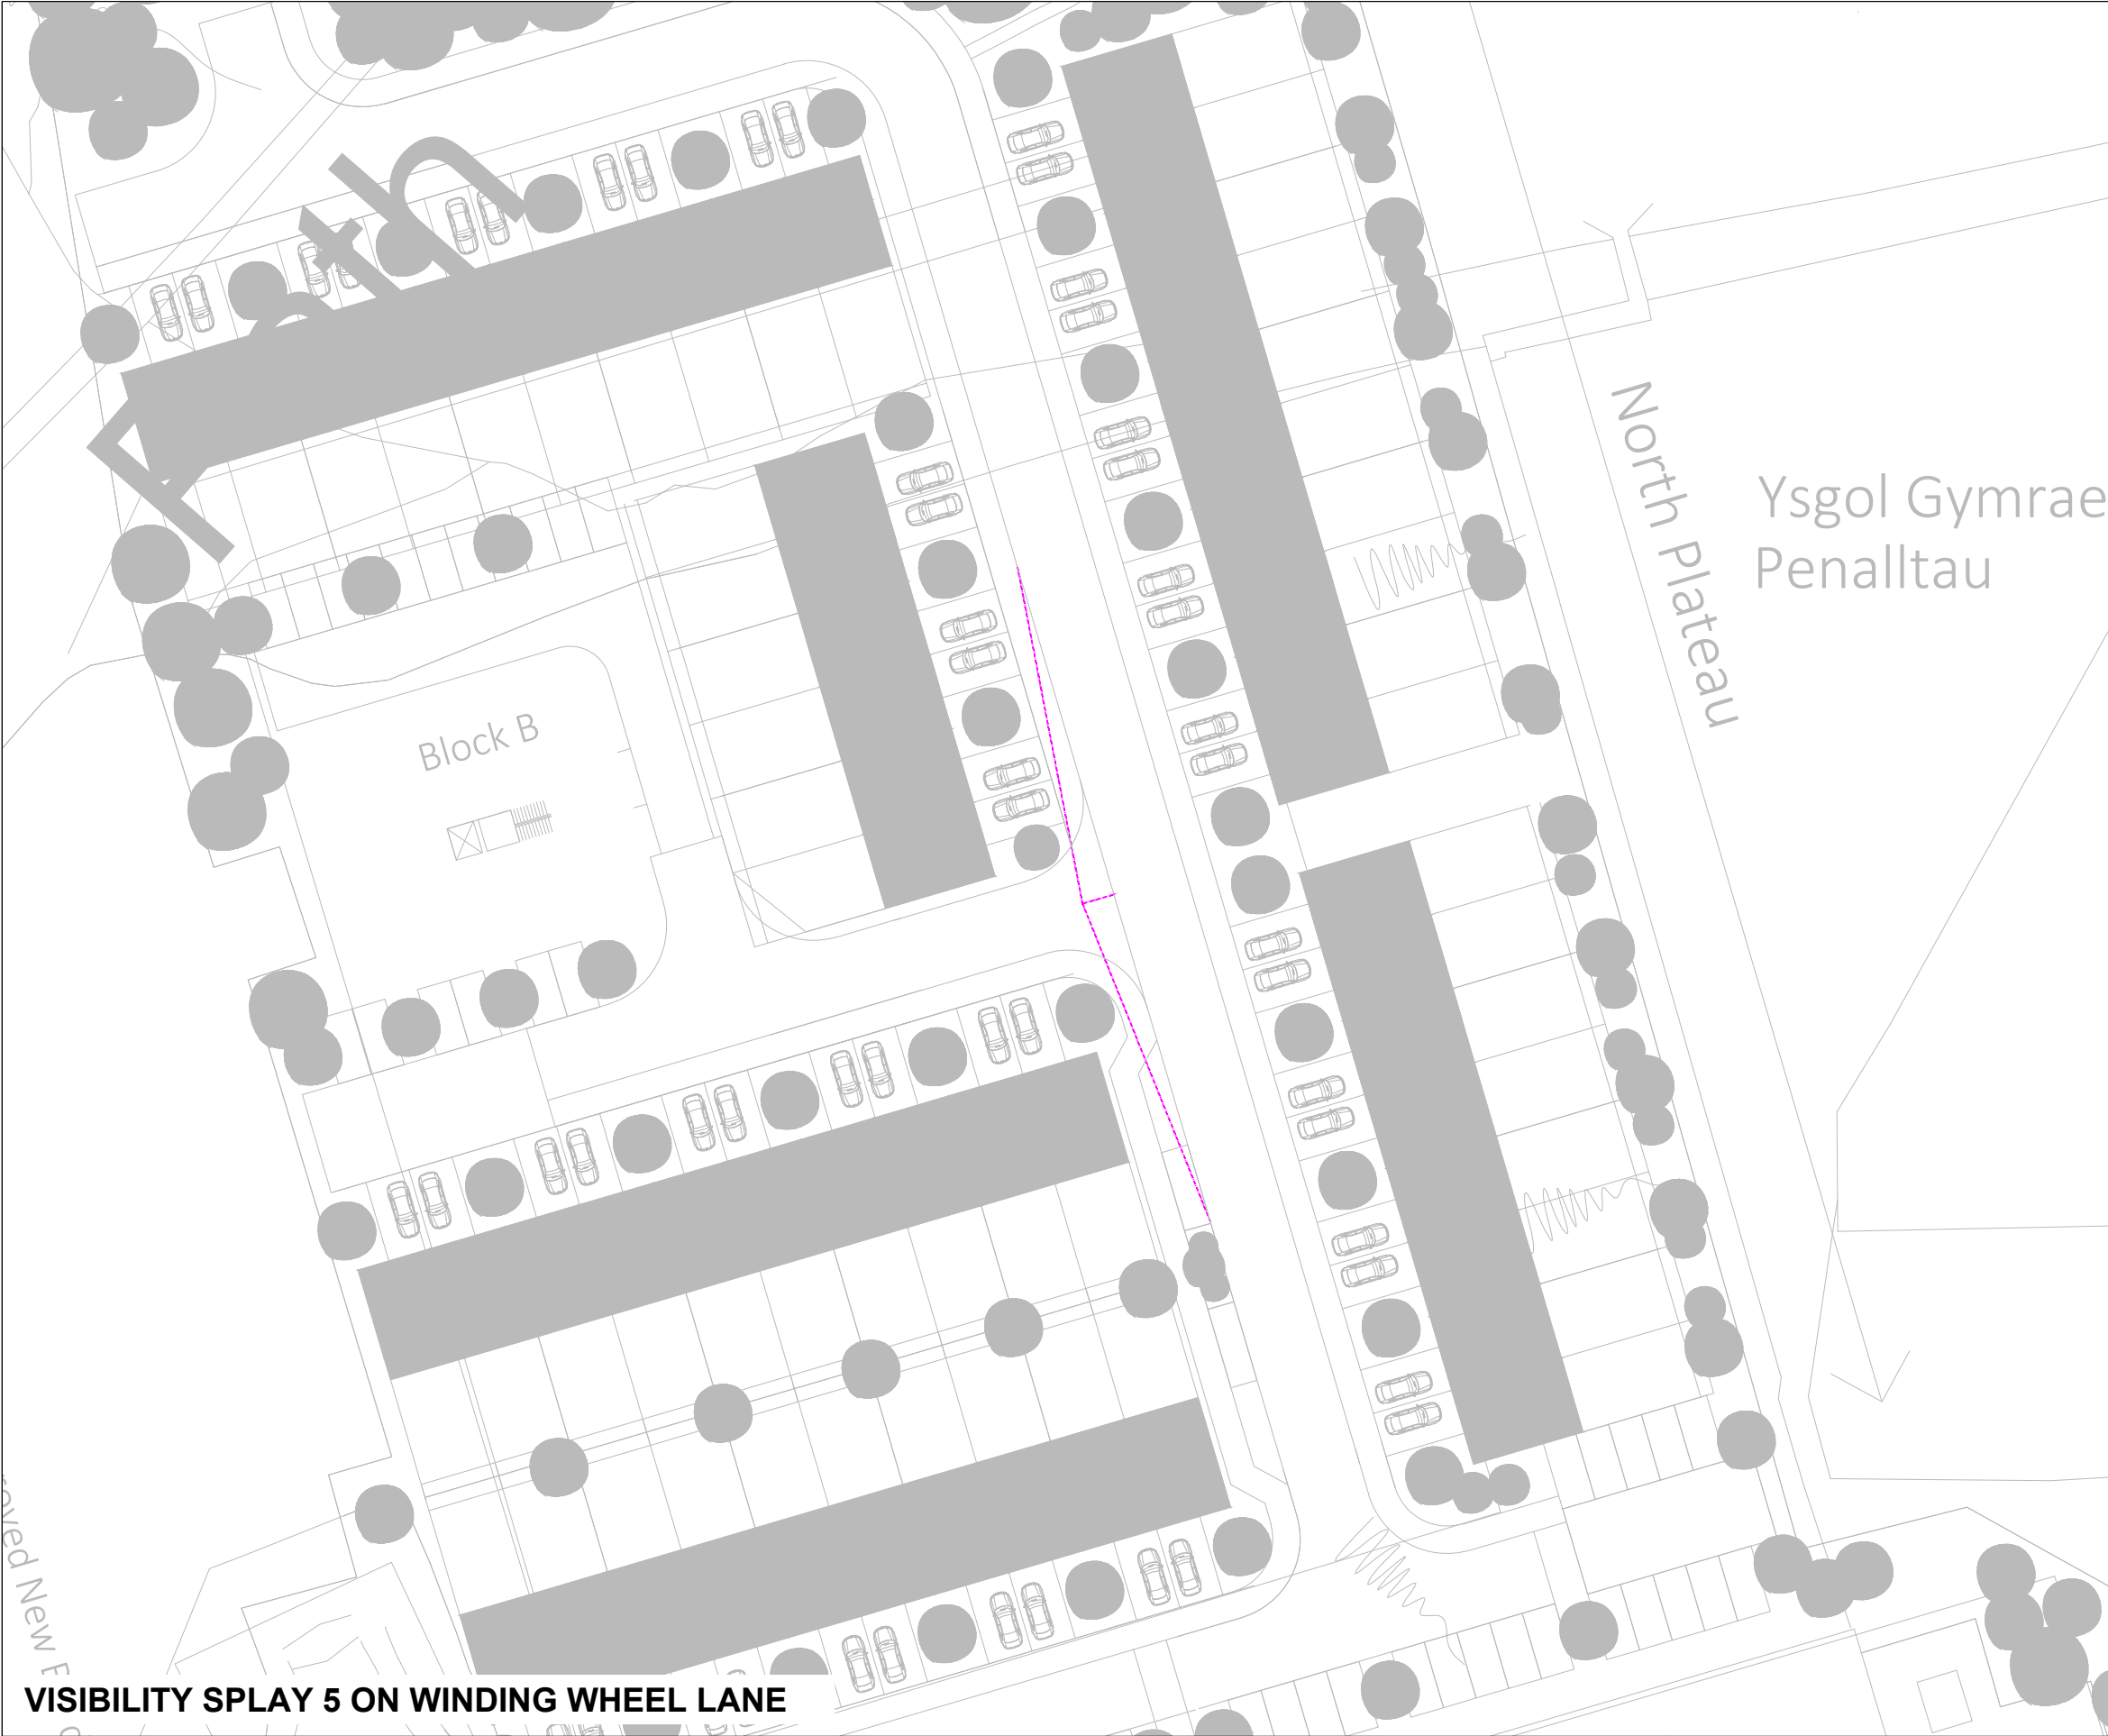 North Plateau
Ysgol Gymrae
Penalltau
Block B
VISIBILITY SPLAY 5 ON WINDING WHEEL LANE